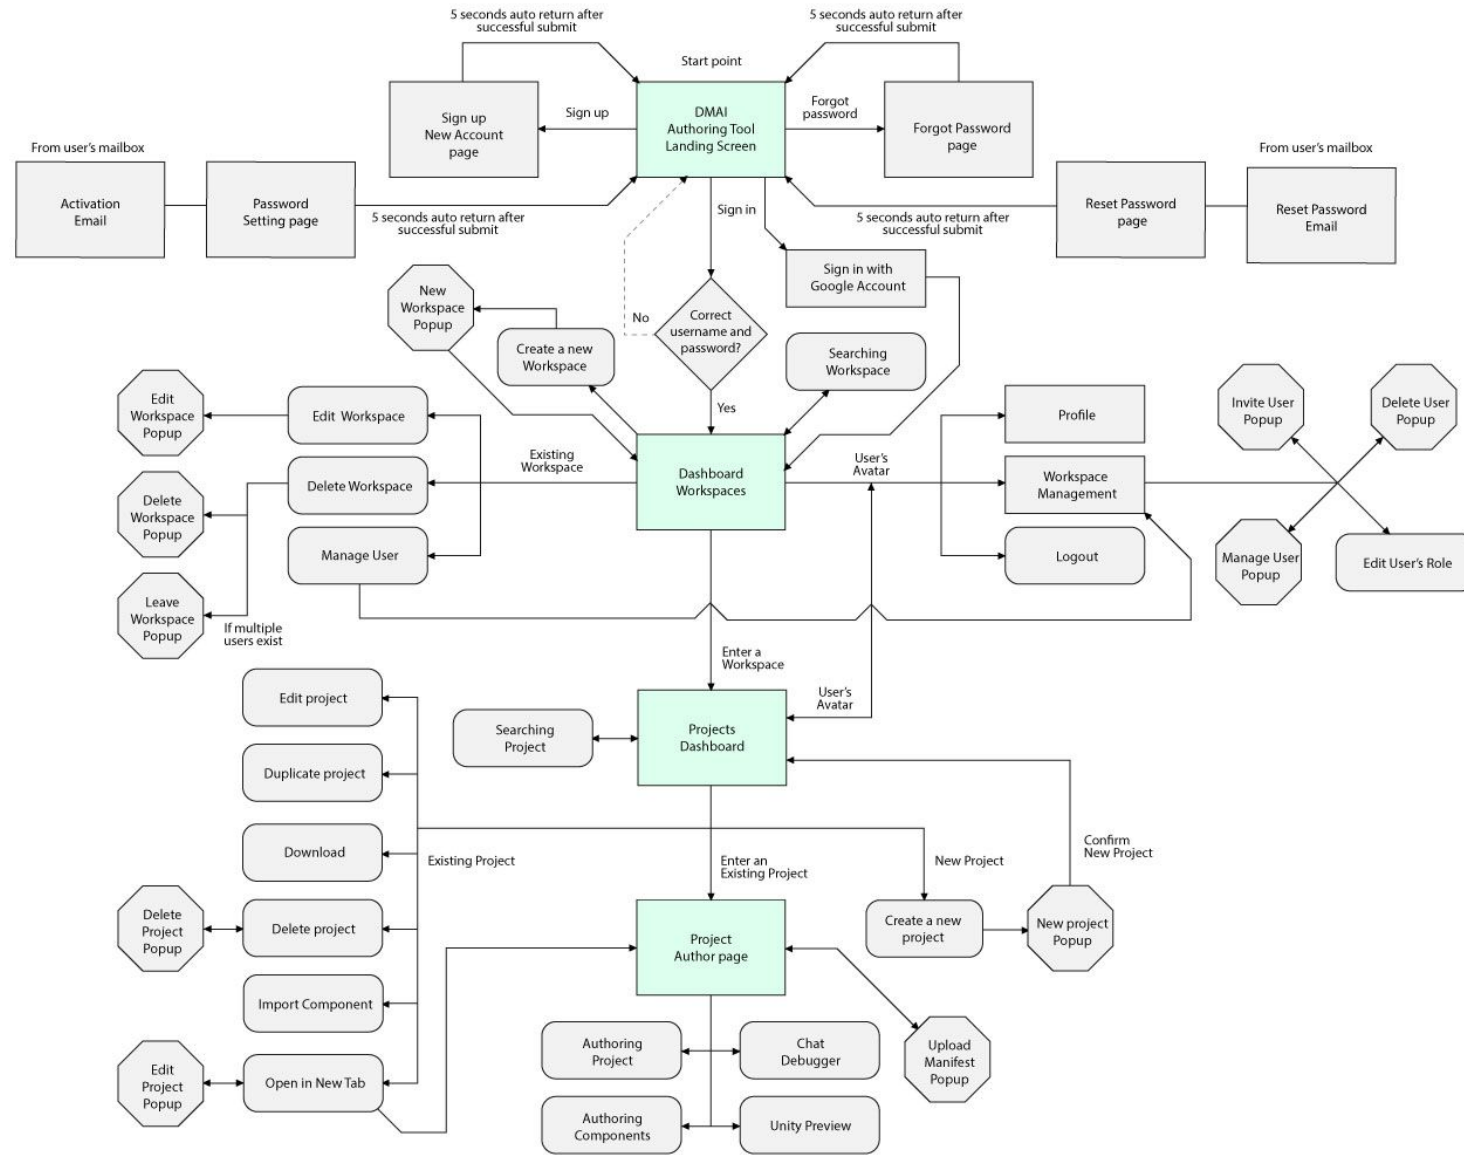 5 seconds auto return after
successful submit
5 seconds auto return after
successful submit
Start point
Sign up
New Account
page
Sign up
DMAI
Authoring Tool
Landing Screen
Forgot
password
Forgot Password
page
From user's mailbox
From user's mailbox
Activation
Email
Password
Setting page
5 seconds auto return after
successful submit
Sign in
5 seconds auto return after
successful submit
Reset Password
page
Reset Password
Email
New
Workspace
Popup
Sign in with
Google Account
No
Correct
username and
password?
Create a new
Workspace
Searching
Workspace
Yes
Edit
Workspace
Popup
Edit Workspace
Profile
Invite User
Popup
Delete User
Popup
Existing
Workspace
Dashboard
Workspaces
User's
Avatar
Delete Workspace
Workspace
Management
Delete
Workspace
Popup
Manage User
Logout
Manage User
Popup
Edit User's Role
Leave
Workspace
Popup
If multiple
users exist
Enter a
Workspace
Edit project
User's
Avatar
Searching
Project
Projects
Dashboard
Duplicate project
Download
Existing Project
Enter an
Existing Project
New Project
Confirm
New Project
Delete
Project
Popup
Delete project
Project
Author page
Create a new
project
New project
Popup
Import Component
Authoring
Project
Chat
Debugger
Upload
Manifest
Popup
Edit
Project
Popup
Open in New Tab
Authoring
Components
Unity Preview